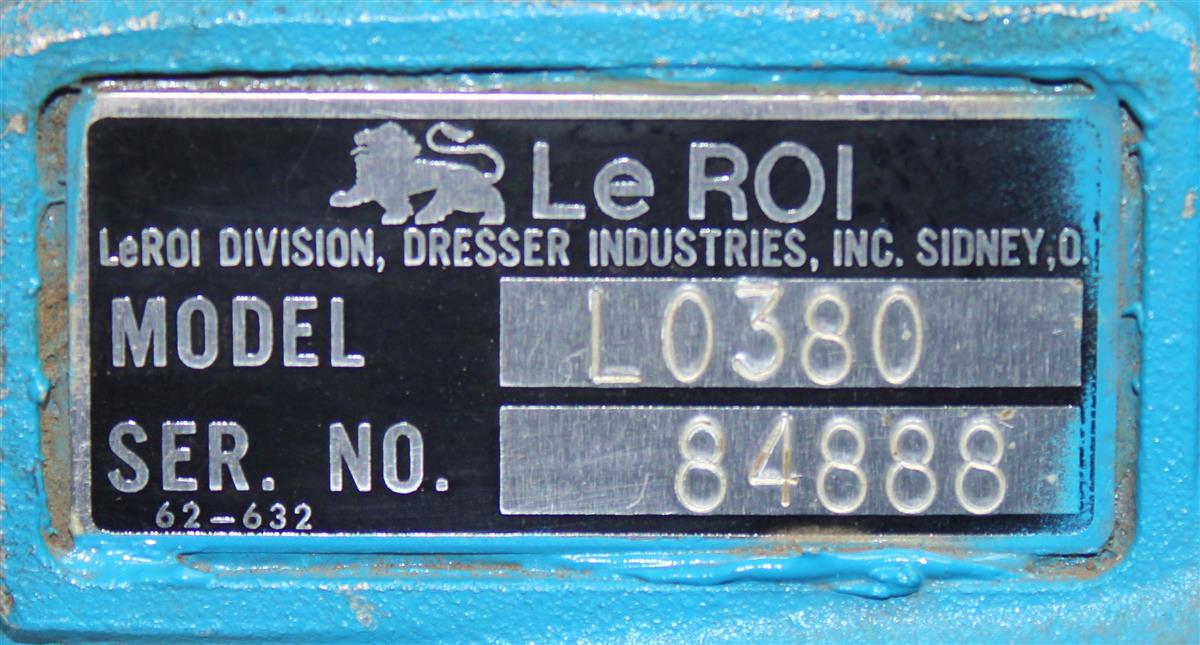 Le ROI
LeROI DIVISION, DRESSER INDUSTRIES, INC. SIDNEY, O.
MODEL L0380
SER. NO. 84888
62-632